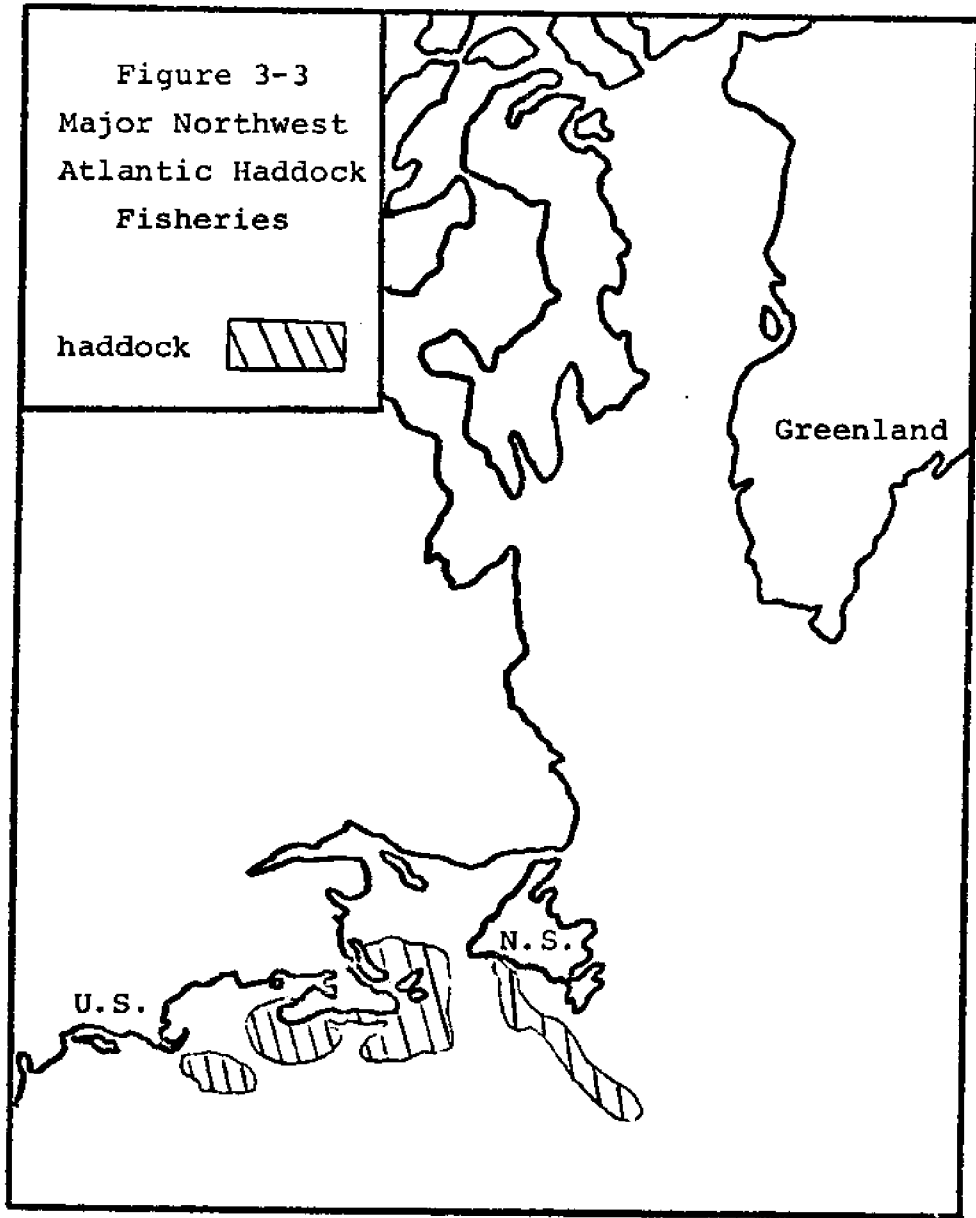 Figure 3-3
Major Northwest
Atlantic Haddock
Fisheries
haddock
Greenland
N.S.
U.S.